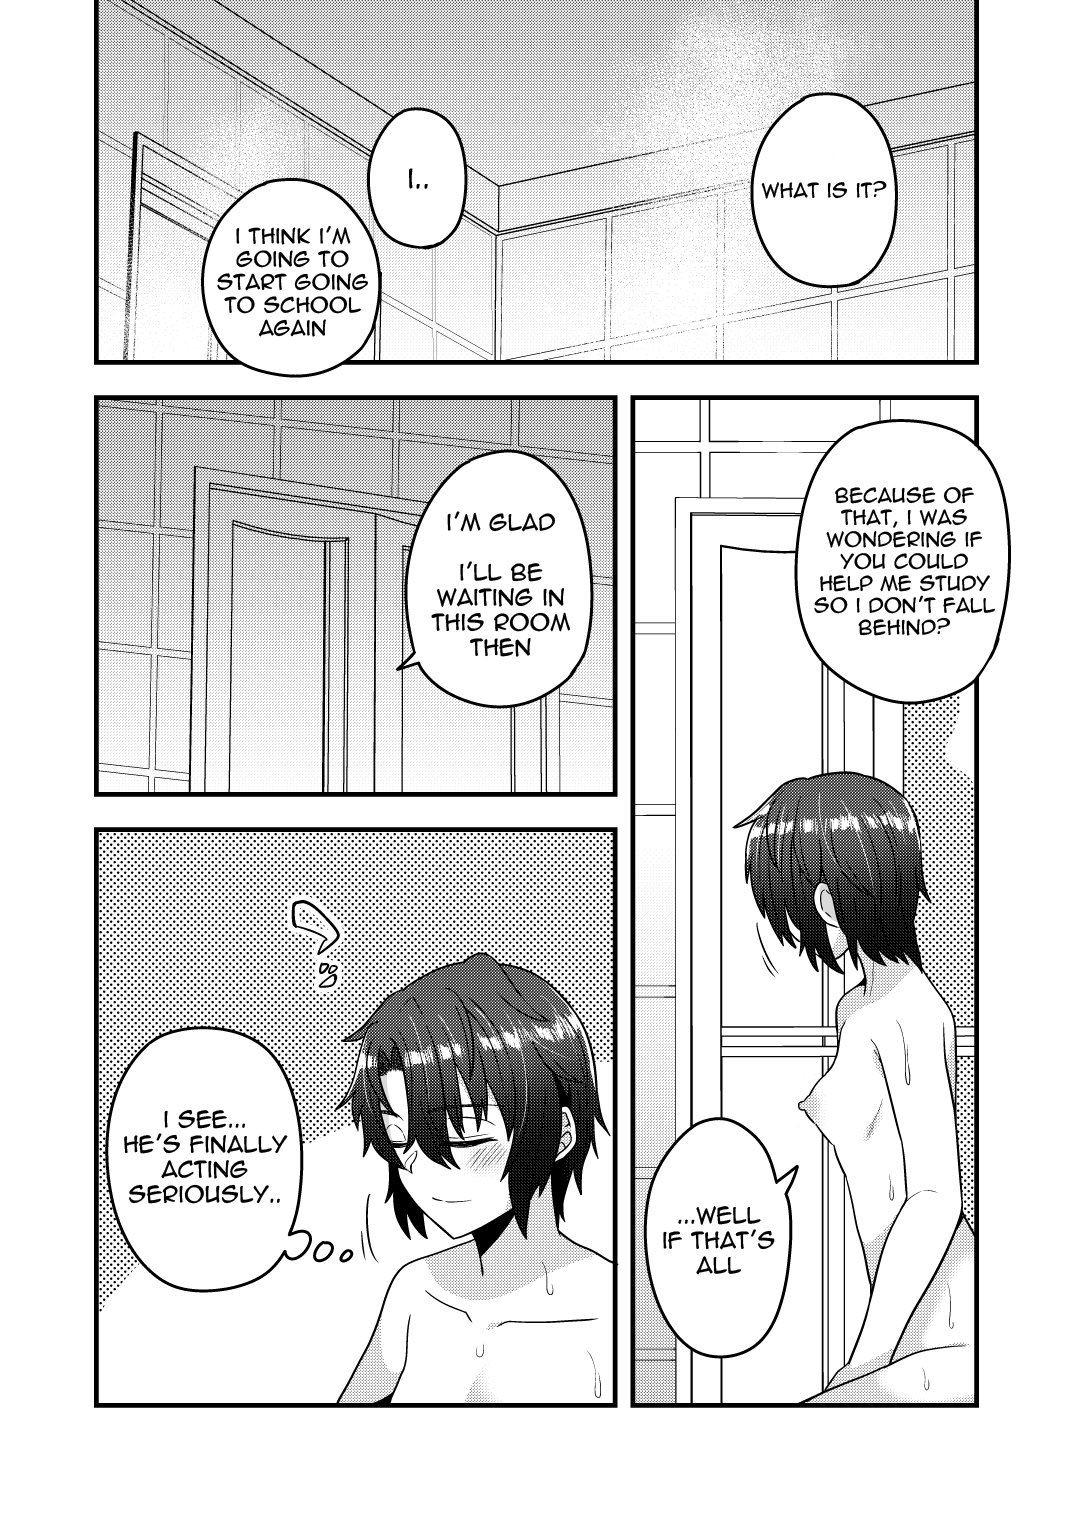 WHAT IS IT?
I..
I THINK I'M
GOING TO
START GOING
TO SCHOOL
AGAIN
BECAUSE OF
THAT, I WAS
WONDERING IF
YOU COULD
HELP ME STUDY
SO I DON'T FALL
BEHIND?
...WELL
IF THAT'S
ALL
I'M GLAD
I'LL BE
WAITING IN
THIS ROOM
THEN
I SEE...
HE'S FINALLY
ACTING
SERIOUSLY..